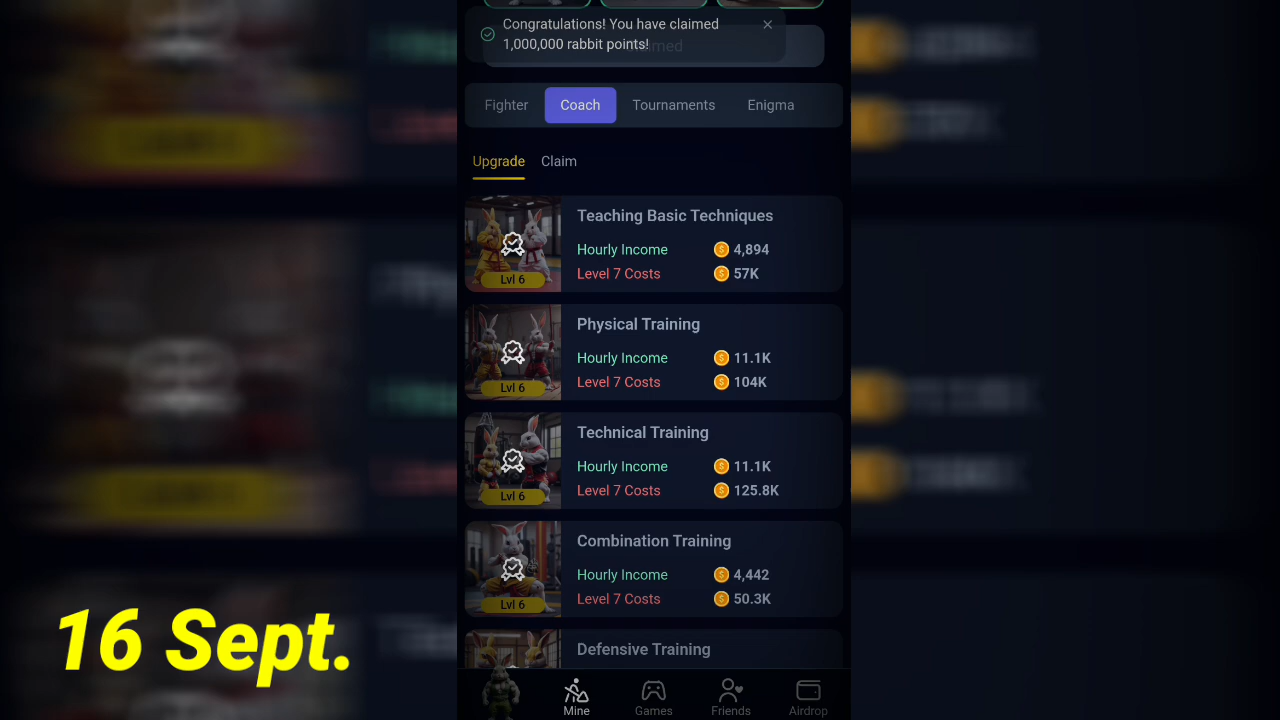 Congratulations! You have claimed
1,000,000 rabbit points!
Fighter Coach Tournaments Enigma
Upgrade Claim
Teaching Basic Techniques
Hourly Income 4,894
Lvl 6 Level 7 Costs 57K
Physical Training
Hourly Income 11.1K
Lvl 6 Level 7 Costs 104K
Technical Training
Hourly Income 11.1K
Lvl 6 Level 7 Costs 125.8K
Combination Training
Hourly Income 4,442
Lvl 6 Level 7 Costs 50.3K
Defensive Training
16 Sept.
Mine Games Friends Airdrop